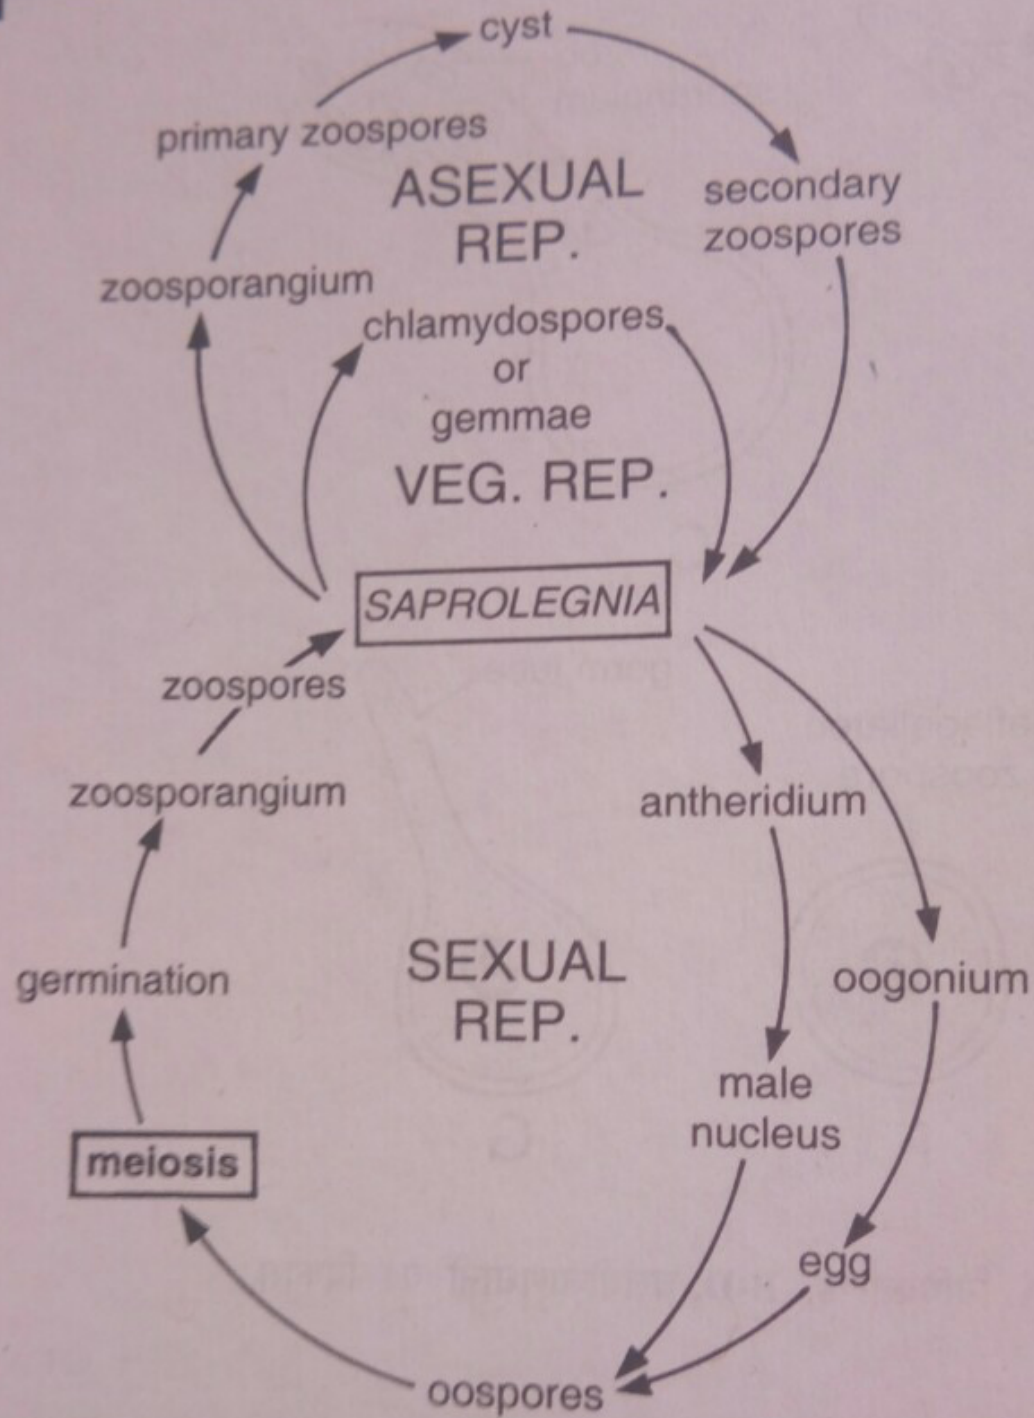 cyst
primary zoospores
ASEXUAL
REP.
secondary
zoospores
zoosporangium
chlamydospores
or
gemmae
VEG. REP.
SAPROLEGNIA
zoospores
zoosporangium
antheridium
germination
SEXUAL
REP.
oogonium
male
nucleus
meiosis
egg
oospores